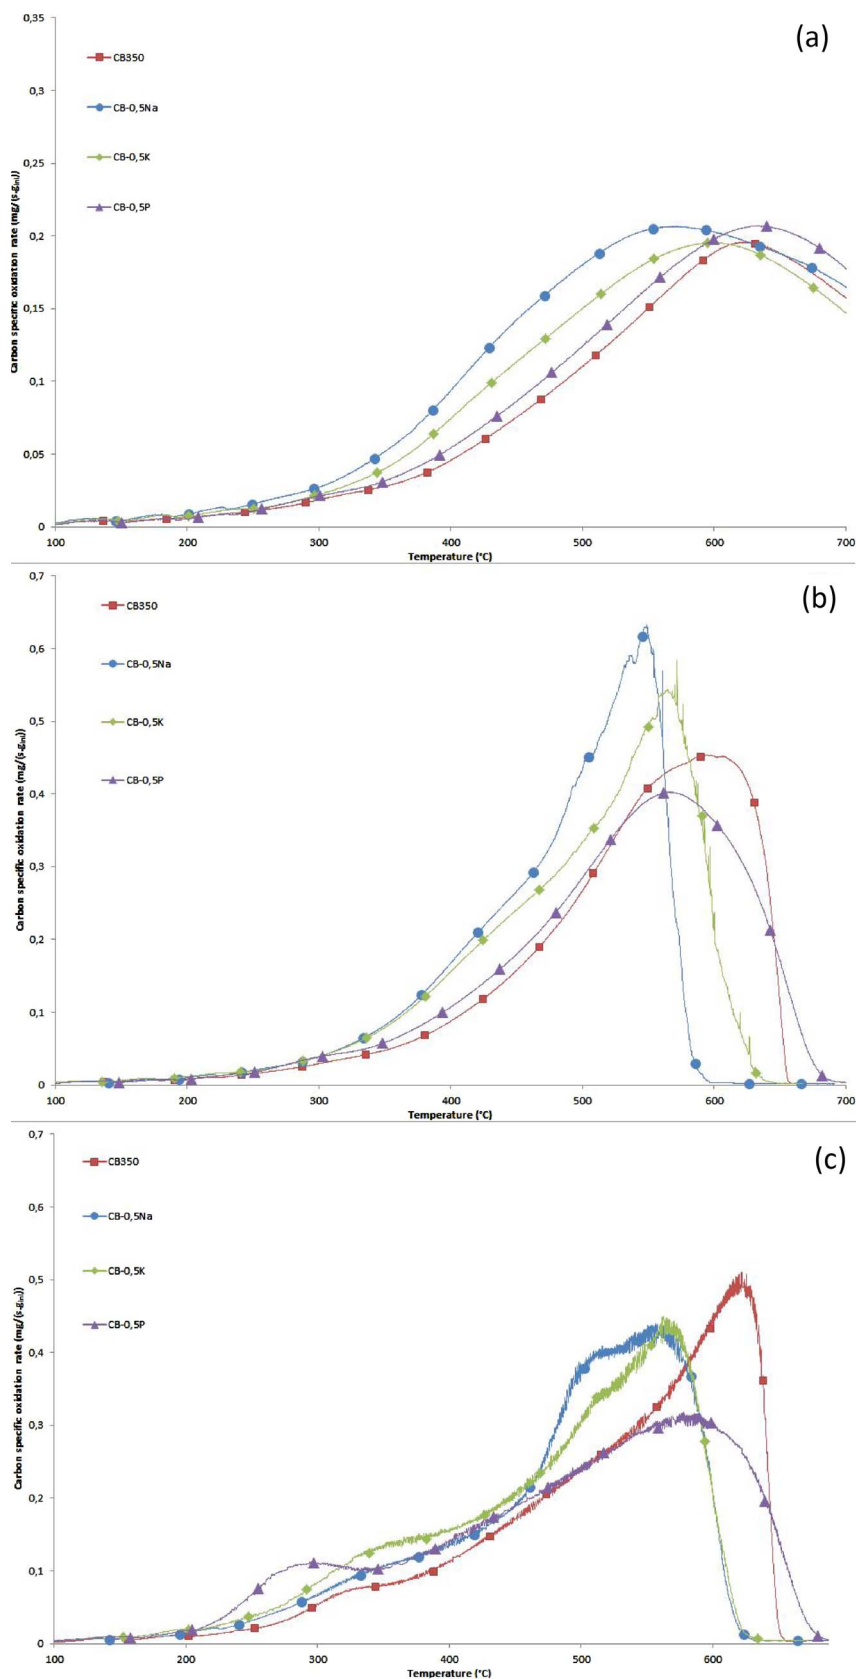 (a)
CB350
CB-0,5Na
CB-0,5K
CB-0,5P
Carbon specific oxidation rate (mg/(s·gini))
0,35
0,3
0,25
0,2
0,15
0,1
0,05
0
100 200 300 400 500 600 700
Temperature (°C)
(b)
CB350
CB-0,5Na
CB-0,5K
CB-0,5P
Carbon specific oxidation rate (mg/(s·gini))
0,7
0,6
0,5
0,4
0,3
0,2
0,1
0
100 200 300 400 500 600 700
Temperature (°C)
(c)
CB350
CB-0,5Na
CB-0,5K
CB-0,5P
Carbon specific oxidation rate (mg/(s·gini))
0,7
0,6
0,5
0,4
0,3
0,2
0,1
0
100 200 300 400 500 600 700
Temperature (°C)